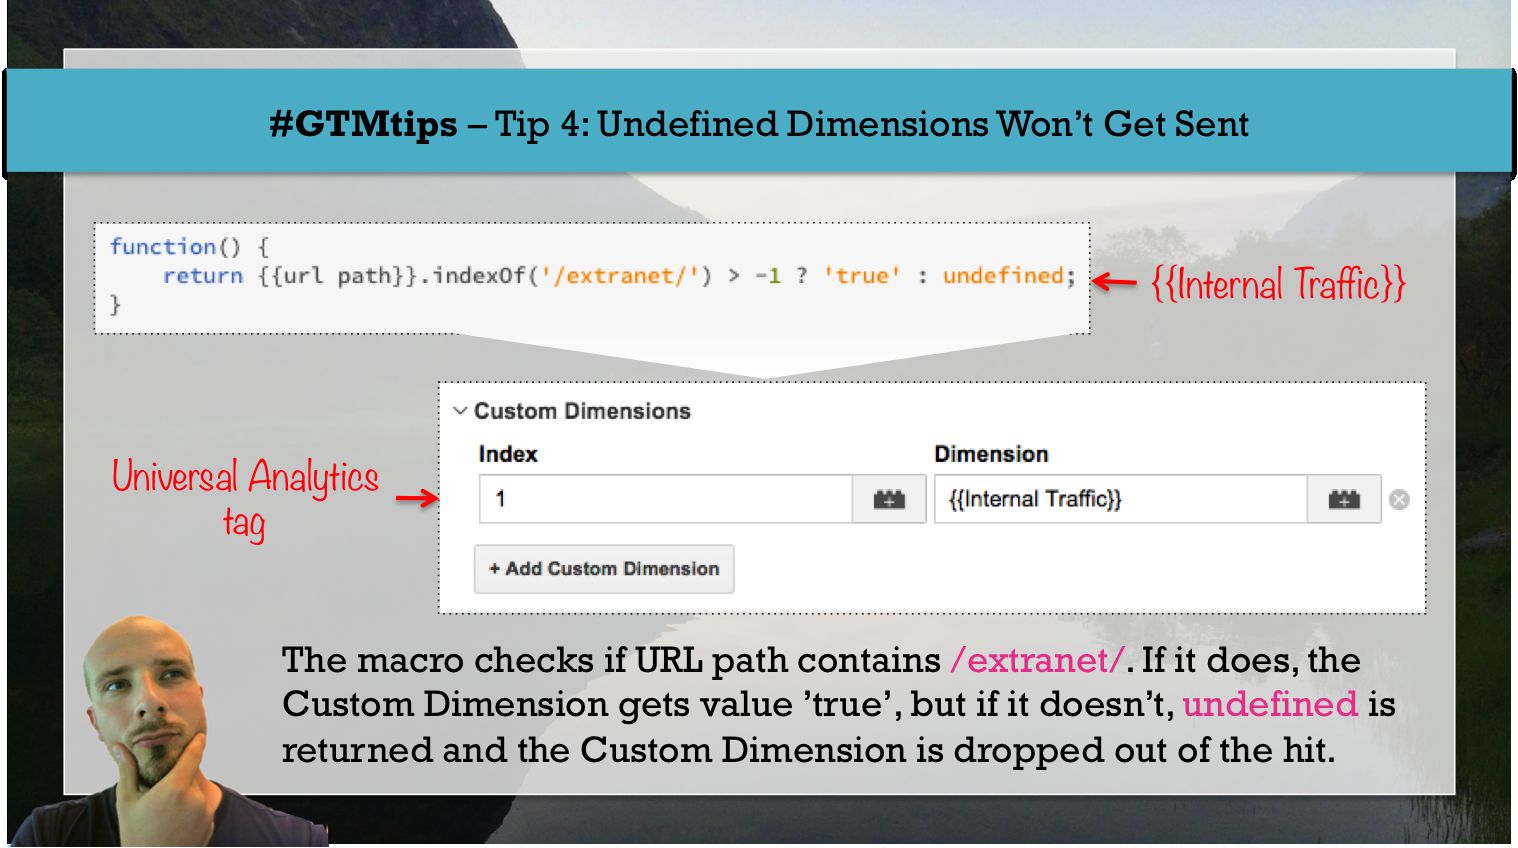 #GTMtips – Tip 4: Undefined Dimensions Won’t Get Sent
function() {
return {{url path}}.indexOf('/extranet/') > -1 ? 'true' : undefined;
}
{{Internal Traffic}}
Custom Dimensions
Index
Dimension
1
{{Internal Traffic}}
+ Add Custom Dimension
Universal Analytics
tag
The macro checks if URL path contains /extranet/. If it does, the
Custom Dimension gets value ’true’, but if it doesn’t, undefined is
returned and the Custom Dimension is dropped out of the hit.